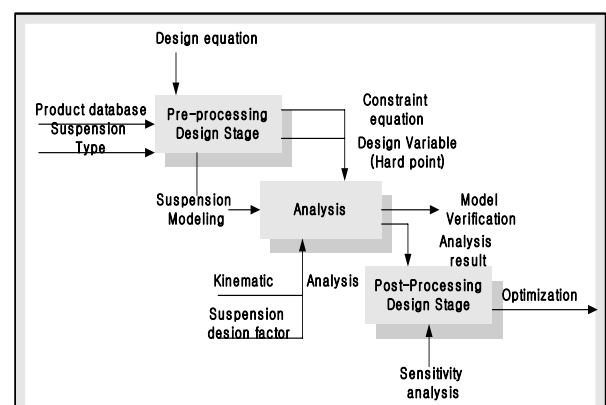 Design equation
Product database
Suspension
Type
Pre-processing
Design Stage
Constraint
equation
Design Variable
(Hard point)
Suspension
Modeling
Analysis
Model
Verification
Analysis
result
Kinematic Analysis
Suspension
desion factor
Post-Processing
Design Stage
Optimization
Sensitivity
analysis